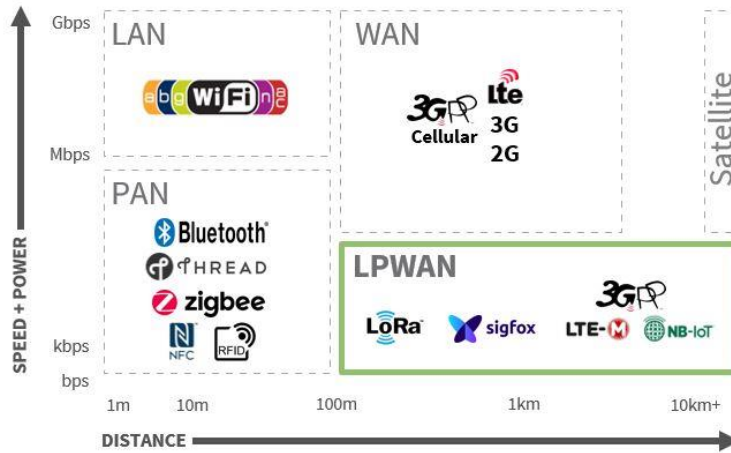 Gbps
LAN
WAN
Satellite
a b g WiFi n ac
3GPP
Cellular
Lte
3G
2G
Mbps
PAN
Bluetooth
THREAD
zigbee
NFC
RFID
LPWAN
3GPP
LoRa
sigfox
LTE-M
NB-IoT
SPEED + POWER
kbps
bps
1m 10m 100m 1km 10km+
DISTANCE